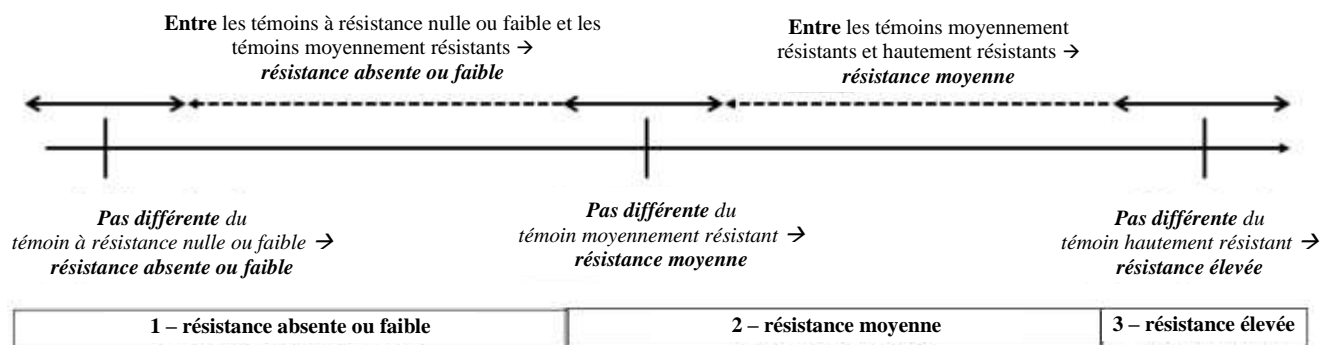 Entre les témoins à résistance nulle ou faible et les
témoins moyennement résistants →
résistance absente ou faible
Entre les témoins moyennement
résistants et hautement résistants →
résistance moyenne
Pas différente du
témoin à résistance nulle ou faible →
résistance absente ou faible
Pas différente du
témoin moyennement résistant →
résistance moyenne
Pas différente du
témoin hautement résistant →
résistance élevée
1 – résistance absente ou faible
2 – résistance moyenne
3 – résistance élevée